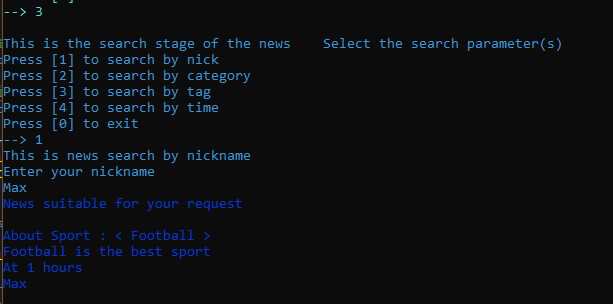 --> 3
This is the search stage of the news    Select the search parameter(s)
Press [1] to search by nick
Press [2] to search by category
Press [3] to search by tag
Press [4] to search by time
Press [0] to exit
--> 1
This is news search by nickname
Enter your nickname
Max
News suitable for your request
About Sport : < Football >
Football is the best sport
At 1 hours
Max